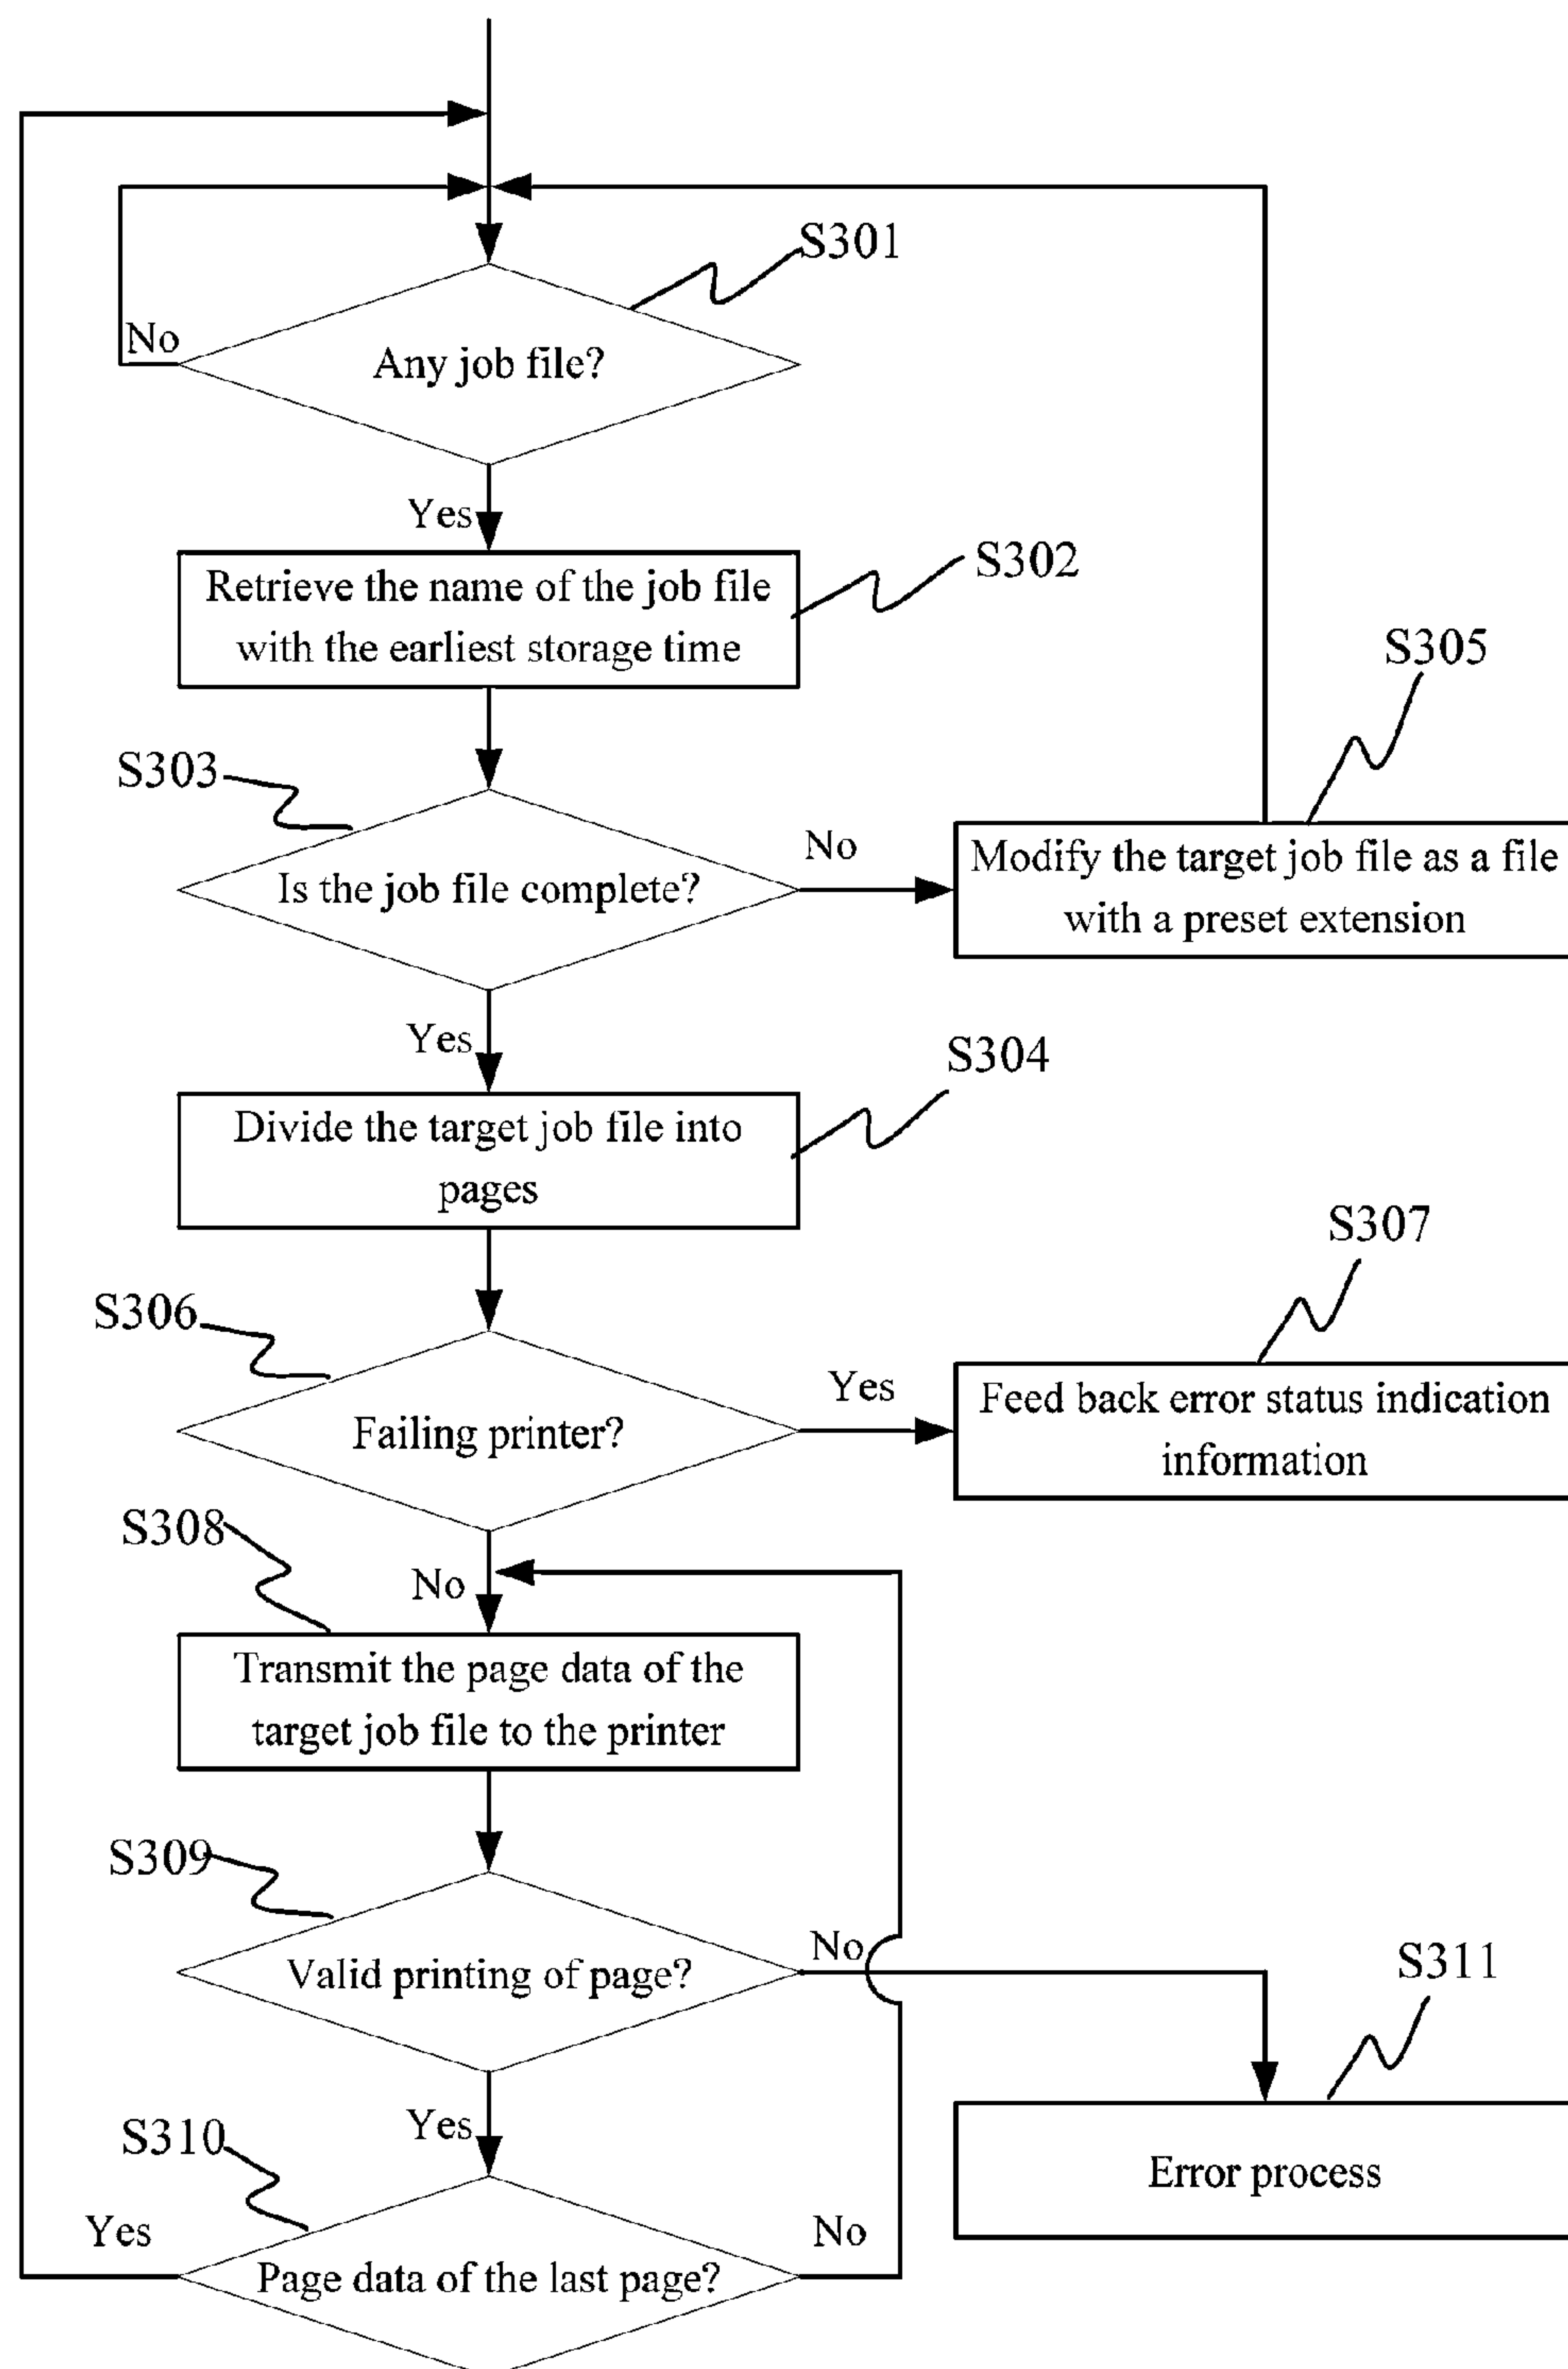 S301
No
Any job file?
Yes
S302
Retrieve the name of the job file
with the earliest storage time
S305
S303
No
Is the job file complete?
Modify the target job file as a file
with a preset extension
Yes
S304
Divide the target job file into
pages
S307
S306
Yes
Failing printer?
Feed back error status indication
information
S308
No
Transmit the page data of the
target job file to the printer
S309
No
Valid printing of page?
S311
Yes
S310
Error process
Yes
No
Page data of the last page?